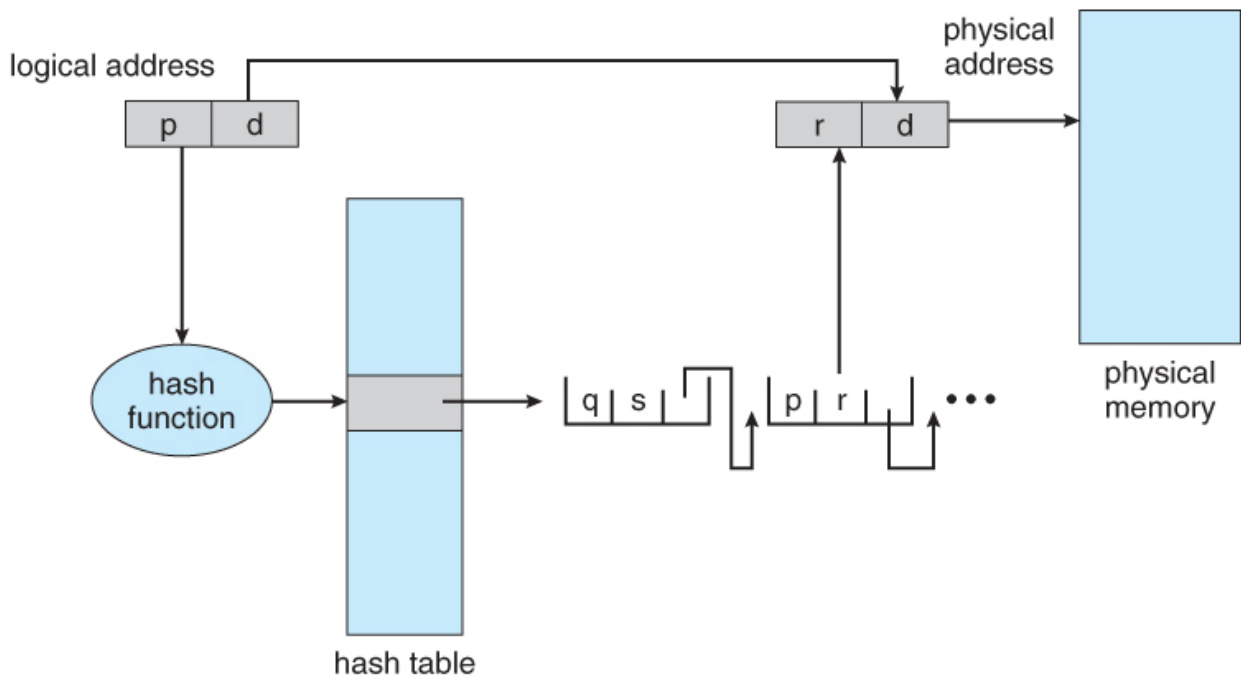 logical address
p d
physical
address
r d
hash
function
q s
p r
•••
physical
memory
hash table